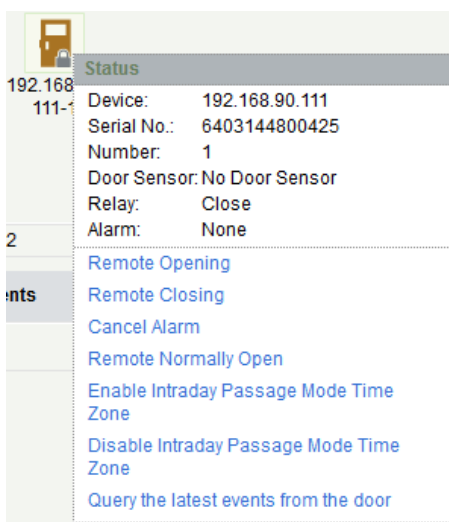 192.168
111-1
Status
Device: 192.168.90.111
Serial No.: 6403144800425
Number: 1
Door Sensor: No Door Sensor
Relay: Close
Alarm: None
2
Remote Opening
ents
Remote Closing
Cancel Alarm
Remote Normally Open
Enable Intraday Passage Mode Time
Zone
Disable Intraday Passage Mode Time
Zone
Query the latest events from the door